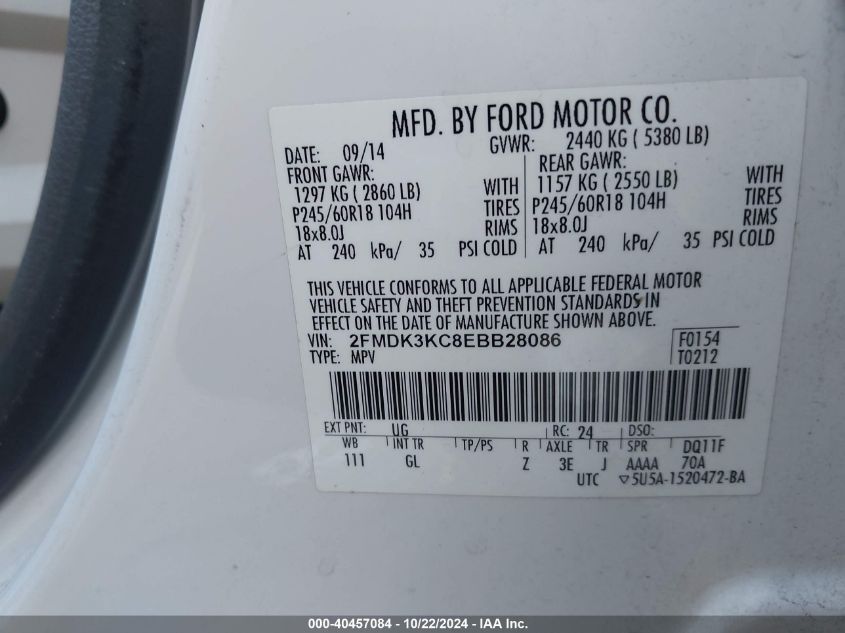 MFD. BY FORD MOTOR CO.
DATE: 09/14 GVWR: 2440 KG ( 5380 LB)
FRONT GAWR: REAR GAWR:
1297 KG ( 2860 LB) WITH 1157 KG ( 2550 LB) WITH
P245/60R18 104H TIRES P245/60R18 104H TIRES
18x8.0J RIMS 18x8.0J RIMS
AT 240 kPa/ 35 PSI COLD AT 240 kPa/ 35 PSI COLD
THIS VEHICLE CONFORMS TO ALL APPLICABLE FEDERAL MOTOR
VEHICLE SAFETY AND THEFT PREVENTION STANDARDS IN
EFFECT ON THE DATE OF MANUFACTURE SHOWN ABOVE.
VIN: 2FMDK3KC8EBB28086 F0154
TYPE: MPV T0212
EXT PNT: UG RC: 24 DSO:
WB INT TR TP/PS R AXLE TR SPR DQ11F
111 GL Z 3E J AAAA 70A
UTC ▽5U5A-1520472-BA
000-40457084 - 10/22/2024 - IAA Inc.